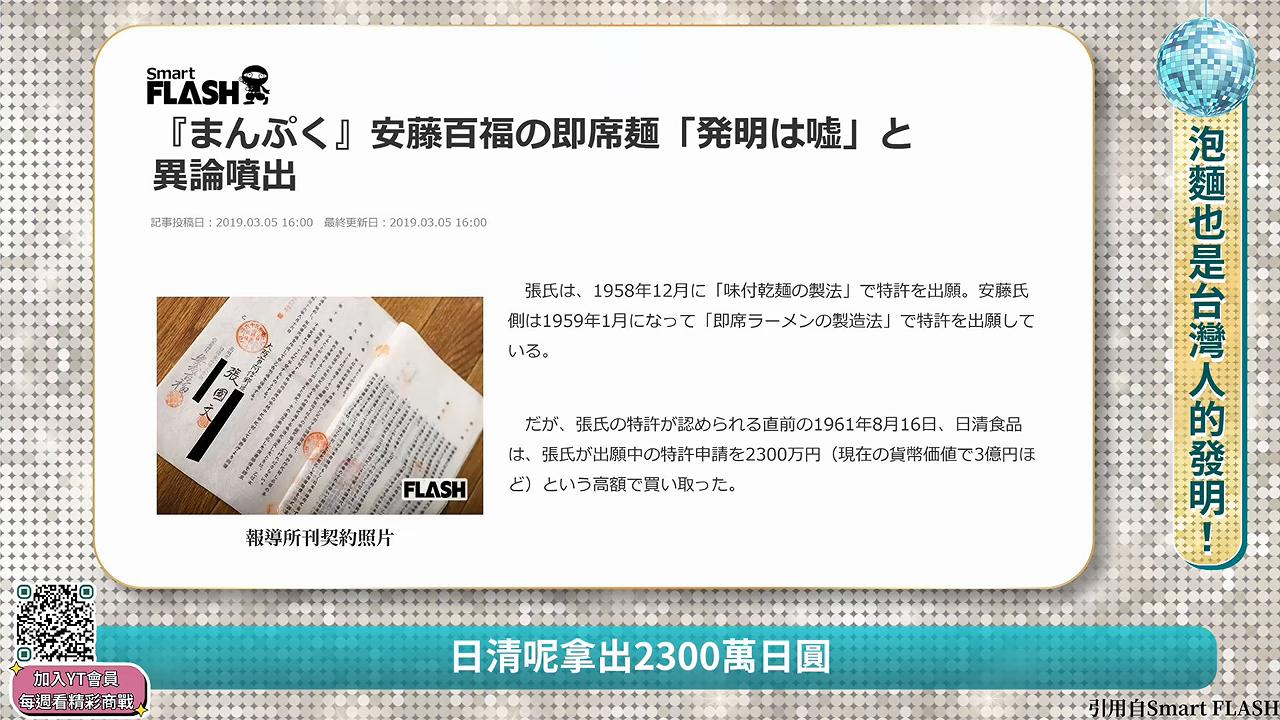 Smart
FLASH
『まんぷく』安藤百福の即席麺「発明は嘘」と
異論噴出
記事投稿日：2019.03.05 16:00　最終更新日：2019.03.05 16:00
張氏は、1958年12月に「味付乾麺の製法」で特許を出願。安藤氏
側は1959年1月になって「即席ラーメンの製造法」で特許を出願して
いる。
だが、張氏の特許が認められる直前の1961年8月16日、日清食品
は、張氏が出願中の特許申請を2300万円（現在の貨幣価値で3億円ほ
ど）という高額で買い取った。
張國文
FLASH
報導所刊契約照片
泡麵也是台灣人的發明！
日清呢拿出2300萬日圓
加入YT會員
每週看精彩商戰
引用自Smart FLASH